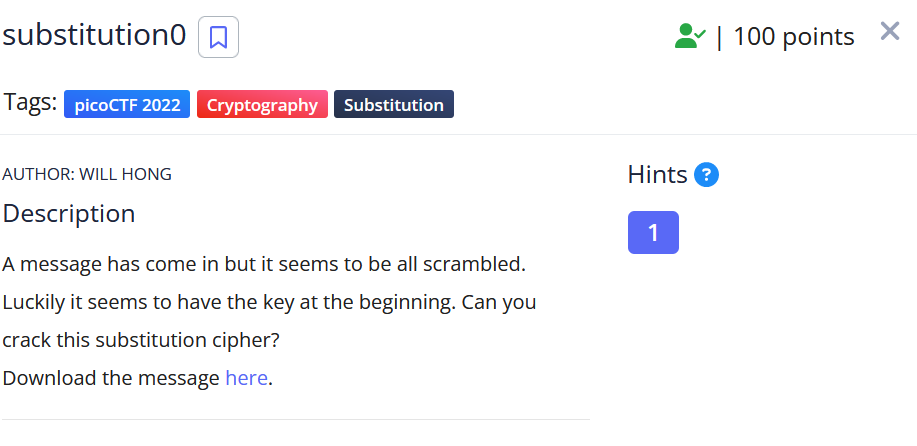 substitution0
| 100 points
Tags: picoCTF 2022 Cryptography Substitution
AUTHOR: WILL HONG
Description
A message has come in but it seems to be all scrambled.
Luckily it seems to have the key at the beginning. Can you
crack this substitution cipher?
Download the message here.
Hints ?
1